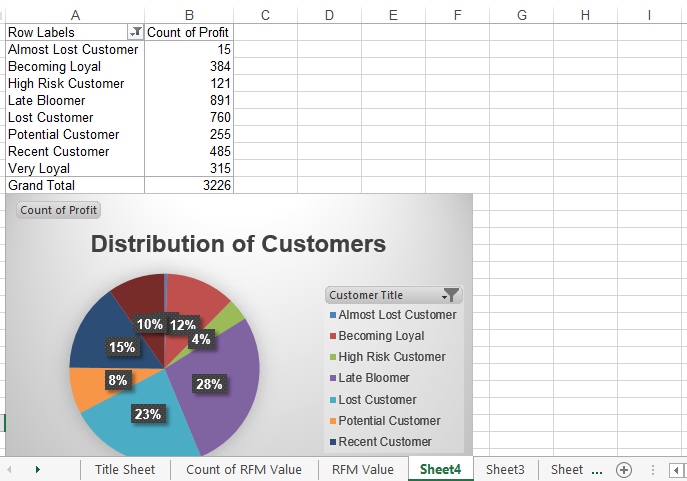 A B C D E F G H I
Row Labels Count of Profit
Almost Lost Customer 15
Becoming Loyal 384
High Risk Customer 121
Late Bloomer 891
Lost Customer 760
Potential Customer 255
Recent Customer 485
Very Loyal 315
Grand Total 3226
Count of Profit
Distribution of Customers
10% 12%
4%
15%
8%
28%
23%
Customer Title
Almost Lost Customer
Becoming Loyal
High Risk Customer
Late Bloomer
Lost Customer
Potential Customer
Recent Customer
Title Sheet Count of RFM Value RFM Value Sheet4 Sheet3 Sheet ...